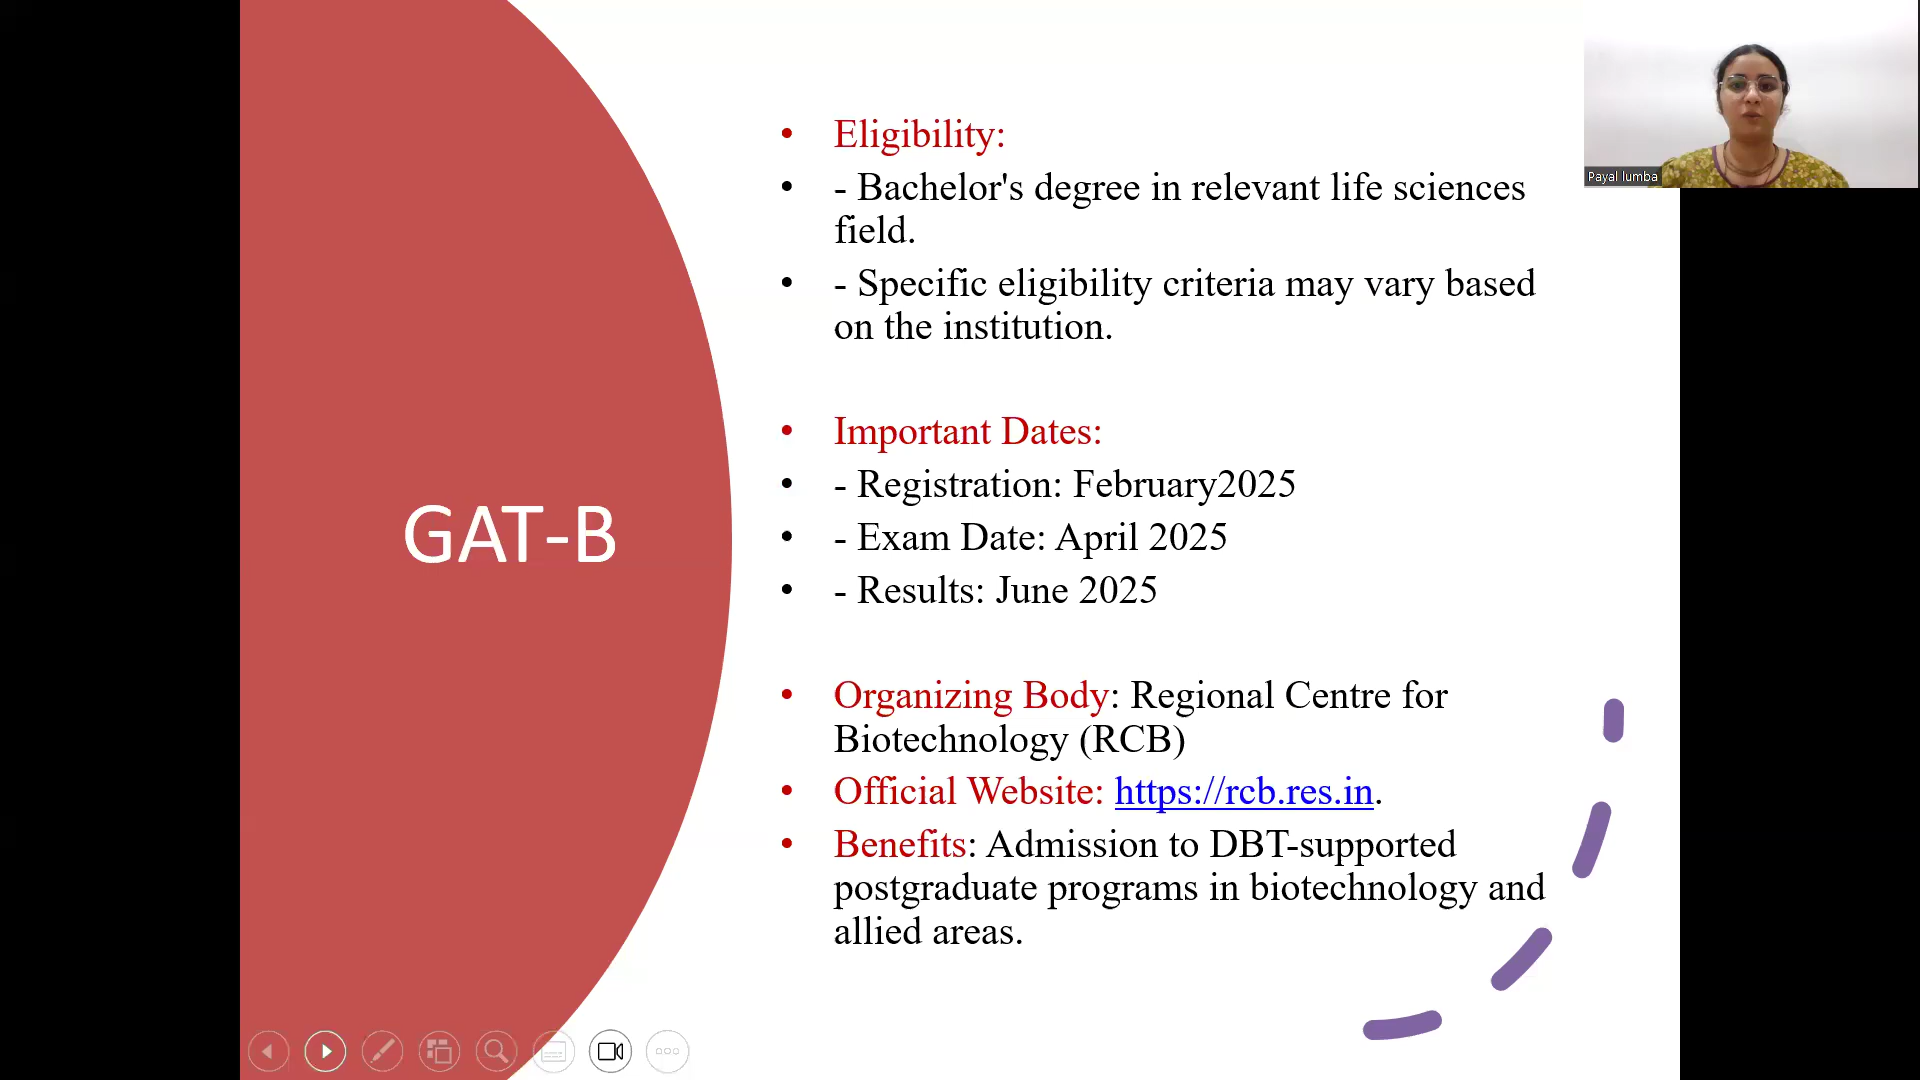 GAT-B
• Eligibility:
• - Bachelor's degree in relevant life sciences
field.
• - Specific eligibility criteria may vary based
on the institution.
• Important Dates:
• - Registration: February2025
• - Exam Date: April 2025
• - Results: June 2025
• Organizing Body: Regional Centre for
Biotechnology (RCB)
• Official Website: https://rcb.res.in.
• Benefits: Admission to DBT-supported
postgraduate programs in biotechnology and
allied areas.
Payal lumba